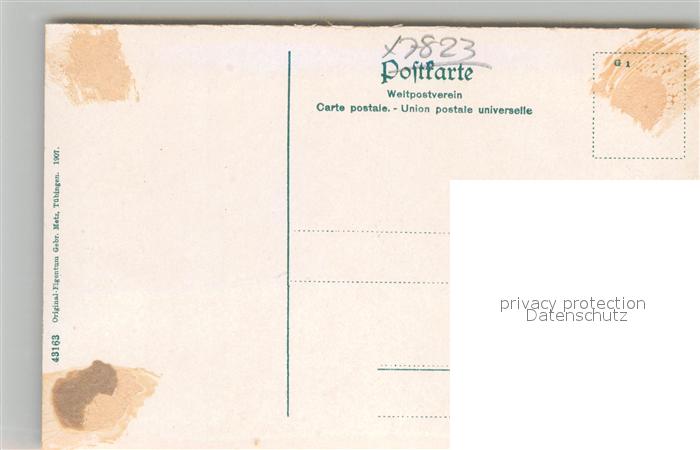 x7823
Postkarte
Weltpostverein
Carte postale. - Union postale universelle
G 1
43163 Original-Eigentum Gebr. Metz, Tübingen. 1907.
privacy protection
Datenschutz